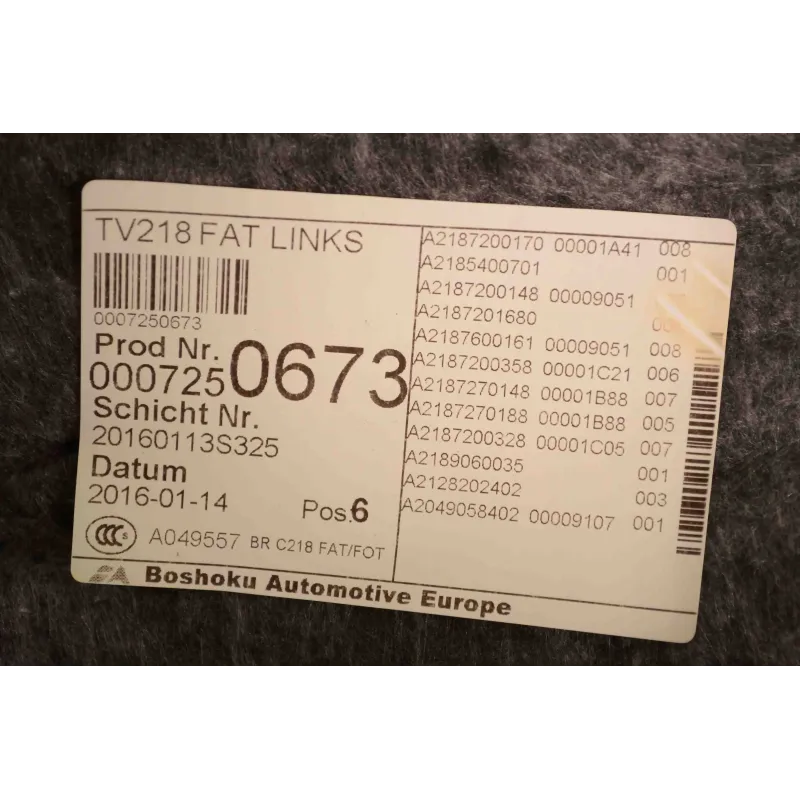 TV218 FAT LINKS
0007250673
Prod Nr.
0007250673
Schicht Nr.
20160113S325
Datum
2016-01-14 Pos.6
CCC S A049557 BR C218 FAT/FOT
A2187200170 00001A41 008
A2185400701 001
A2187200148 00009051
A2187201680
A2187600161 00009051 008
A2187200358 00001C21 006
A2187270148 00001B88 007
A2187270188 00001B88 005
A2187200328 00001C05 007
A2189060035 001
A2128202402 003
A2049058402 00009107 001
Boshoku Automotive Europe